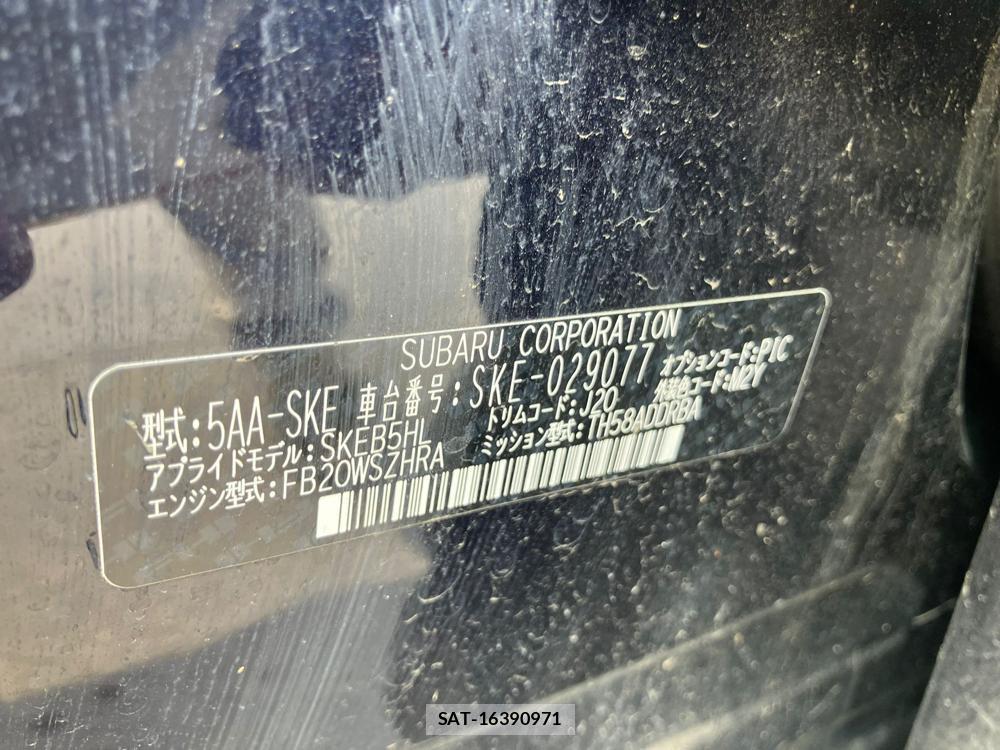 SUBARU CORPORATION
型式:5AA-SKE 車台番号:SKE-029077 オプションコード:PIC
アプライドモデル:SKEB5HL トリムコード:J20 外装色コード:M2Y
エンジン型式:FB20WSZHRA ミッション型式:TH58ADDRBA
SAT-16390971